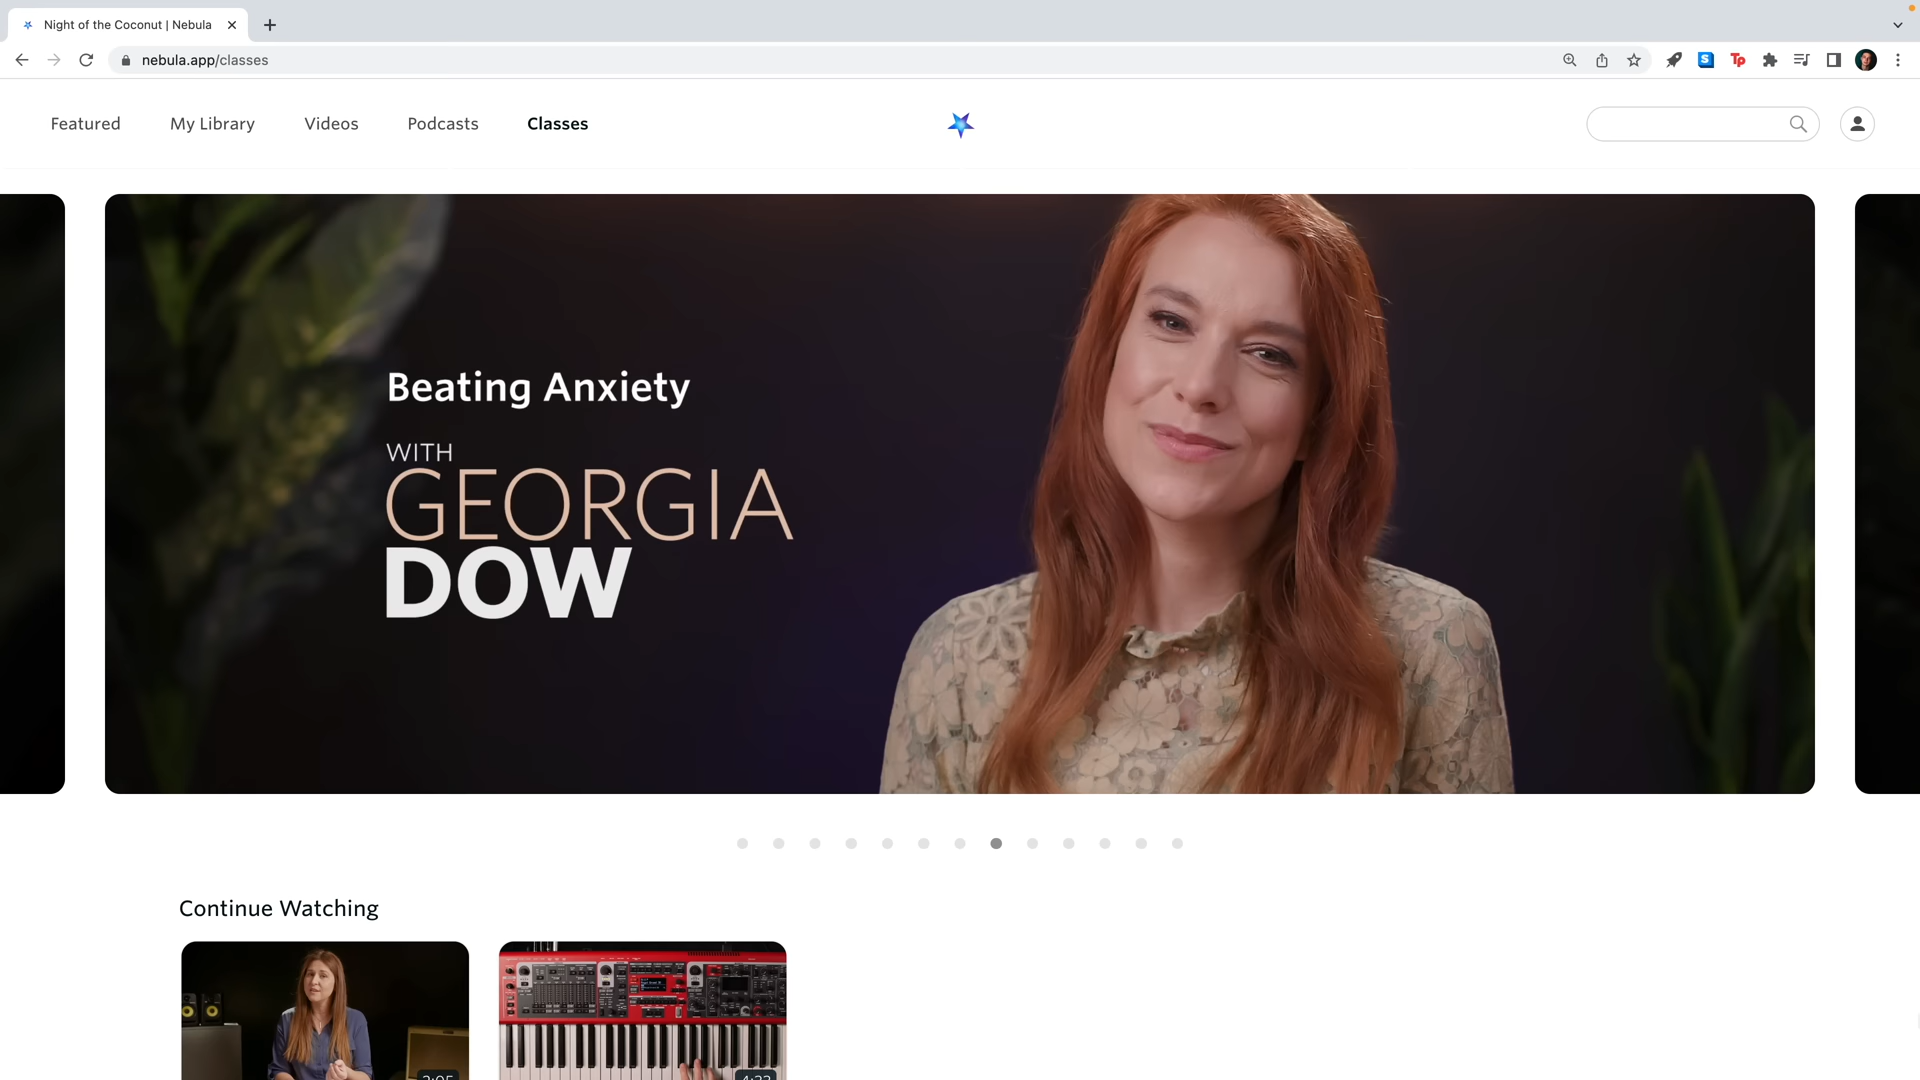 Night of the Coconut | Nebula
nebula.app/classes
Featured
My Library
Videos
Podcasts
Classes
Beating Anxiety
WITH
GEORGIA
DOW
Continue Watching